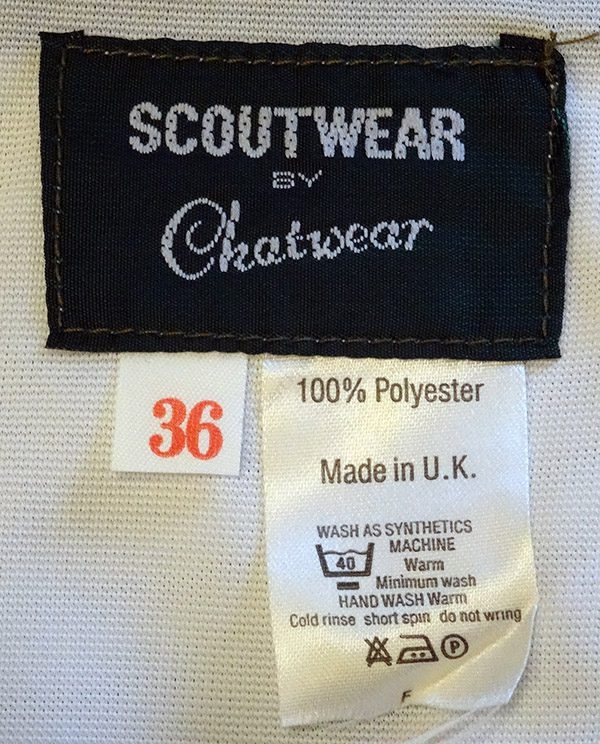 SCOUTWEAR
BY
Chatwear
36
100% Polyester
Made in U.K.
WASH AS SYNTHETICS
40
MACHINE
Warm
Minimum wash
HAND WASH Warm
Cold rinse short spin do not wring
P
F